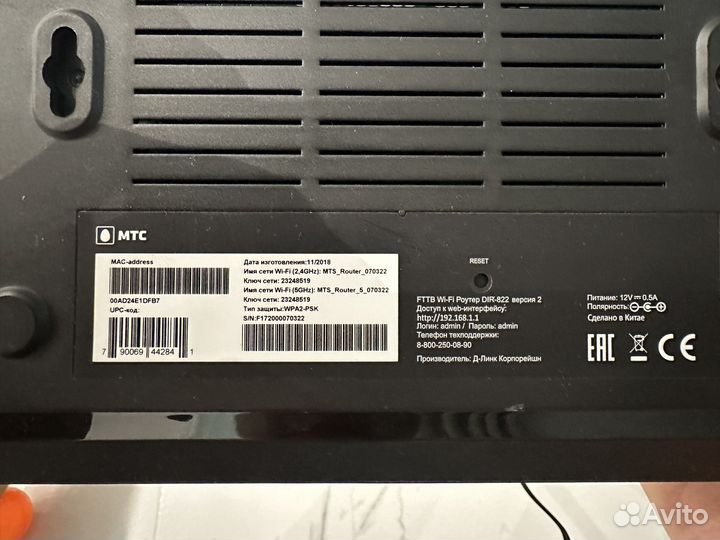 МТС
MAC-address
00AD24E1DFB7
UPC-код:
7 90069 44284 1
Дата изготовления:11/2018
Имя сети Wi-Fi (2,4GHz): MTS_Router_070322
Ключ сети: 23248519
Имя сети Wi-Fi (5GHz): MTS_Router_5_070322
Ключ сети: 23248519
Тип защиты:WPA2-PSK
S/N:F172000070322
RESET
FTTB Wi-Fi Роутер DIR-822 версия 2
Доступ к web-интерфейсу:
http://192.168.1.1
Логин: admin / Пароль: admin
Телефон техподдержки:
8-800-250-08-90
Производитель: Д-Линк Корпорейшн
Питание: 12V 0.5A
Полярность:
Сделано в Китае
EAC CE
Avito